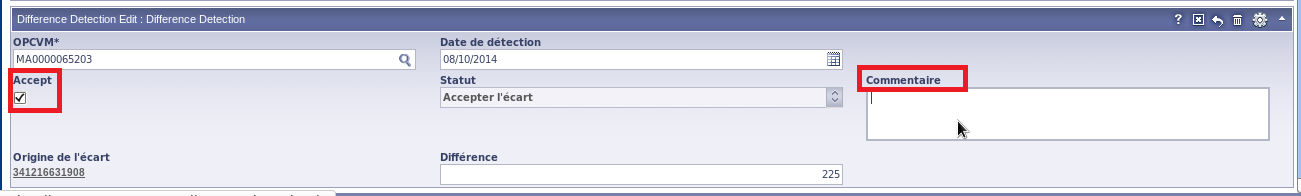 Difference Detection Edit : Difference Detection
?
OPCVM*
MA0000065203
Date de détection
08/10/2014
Accept
Statut
Accepter l'écart
Commentaire
Origine de l'écart
341216631908
Différence
225